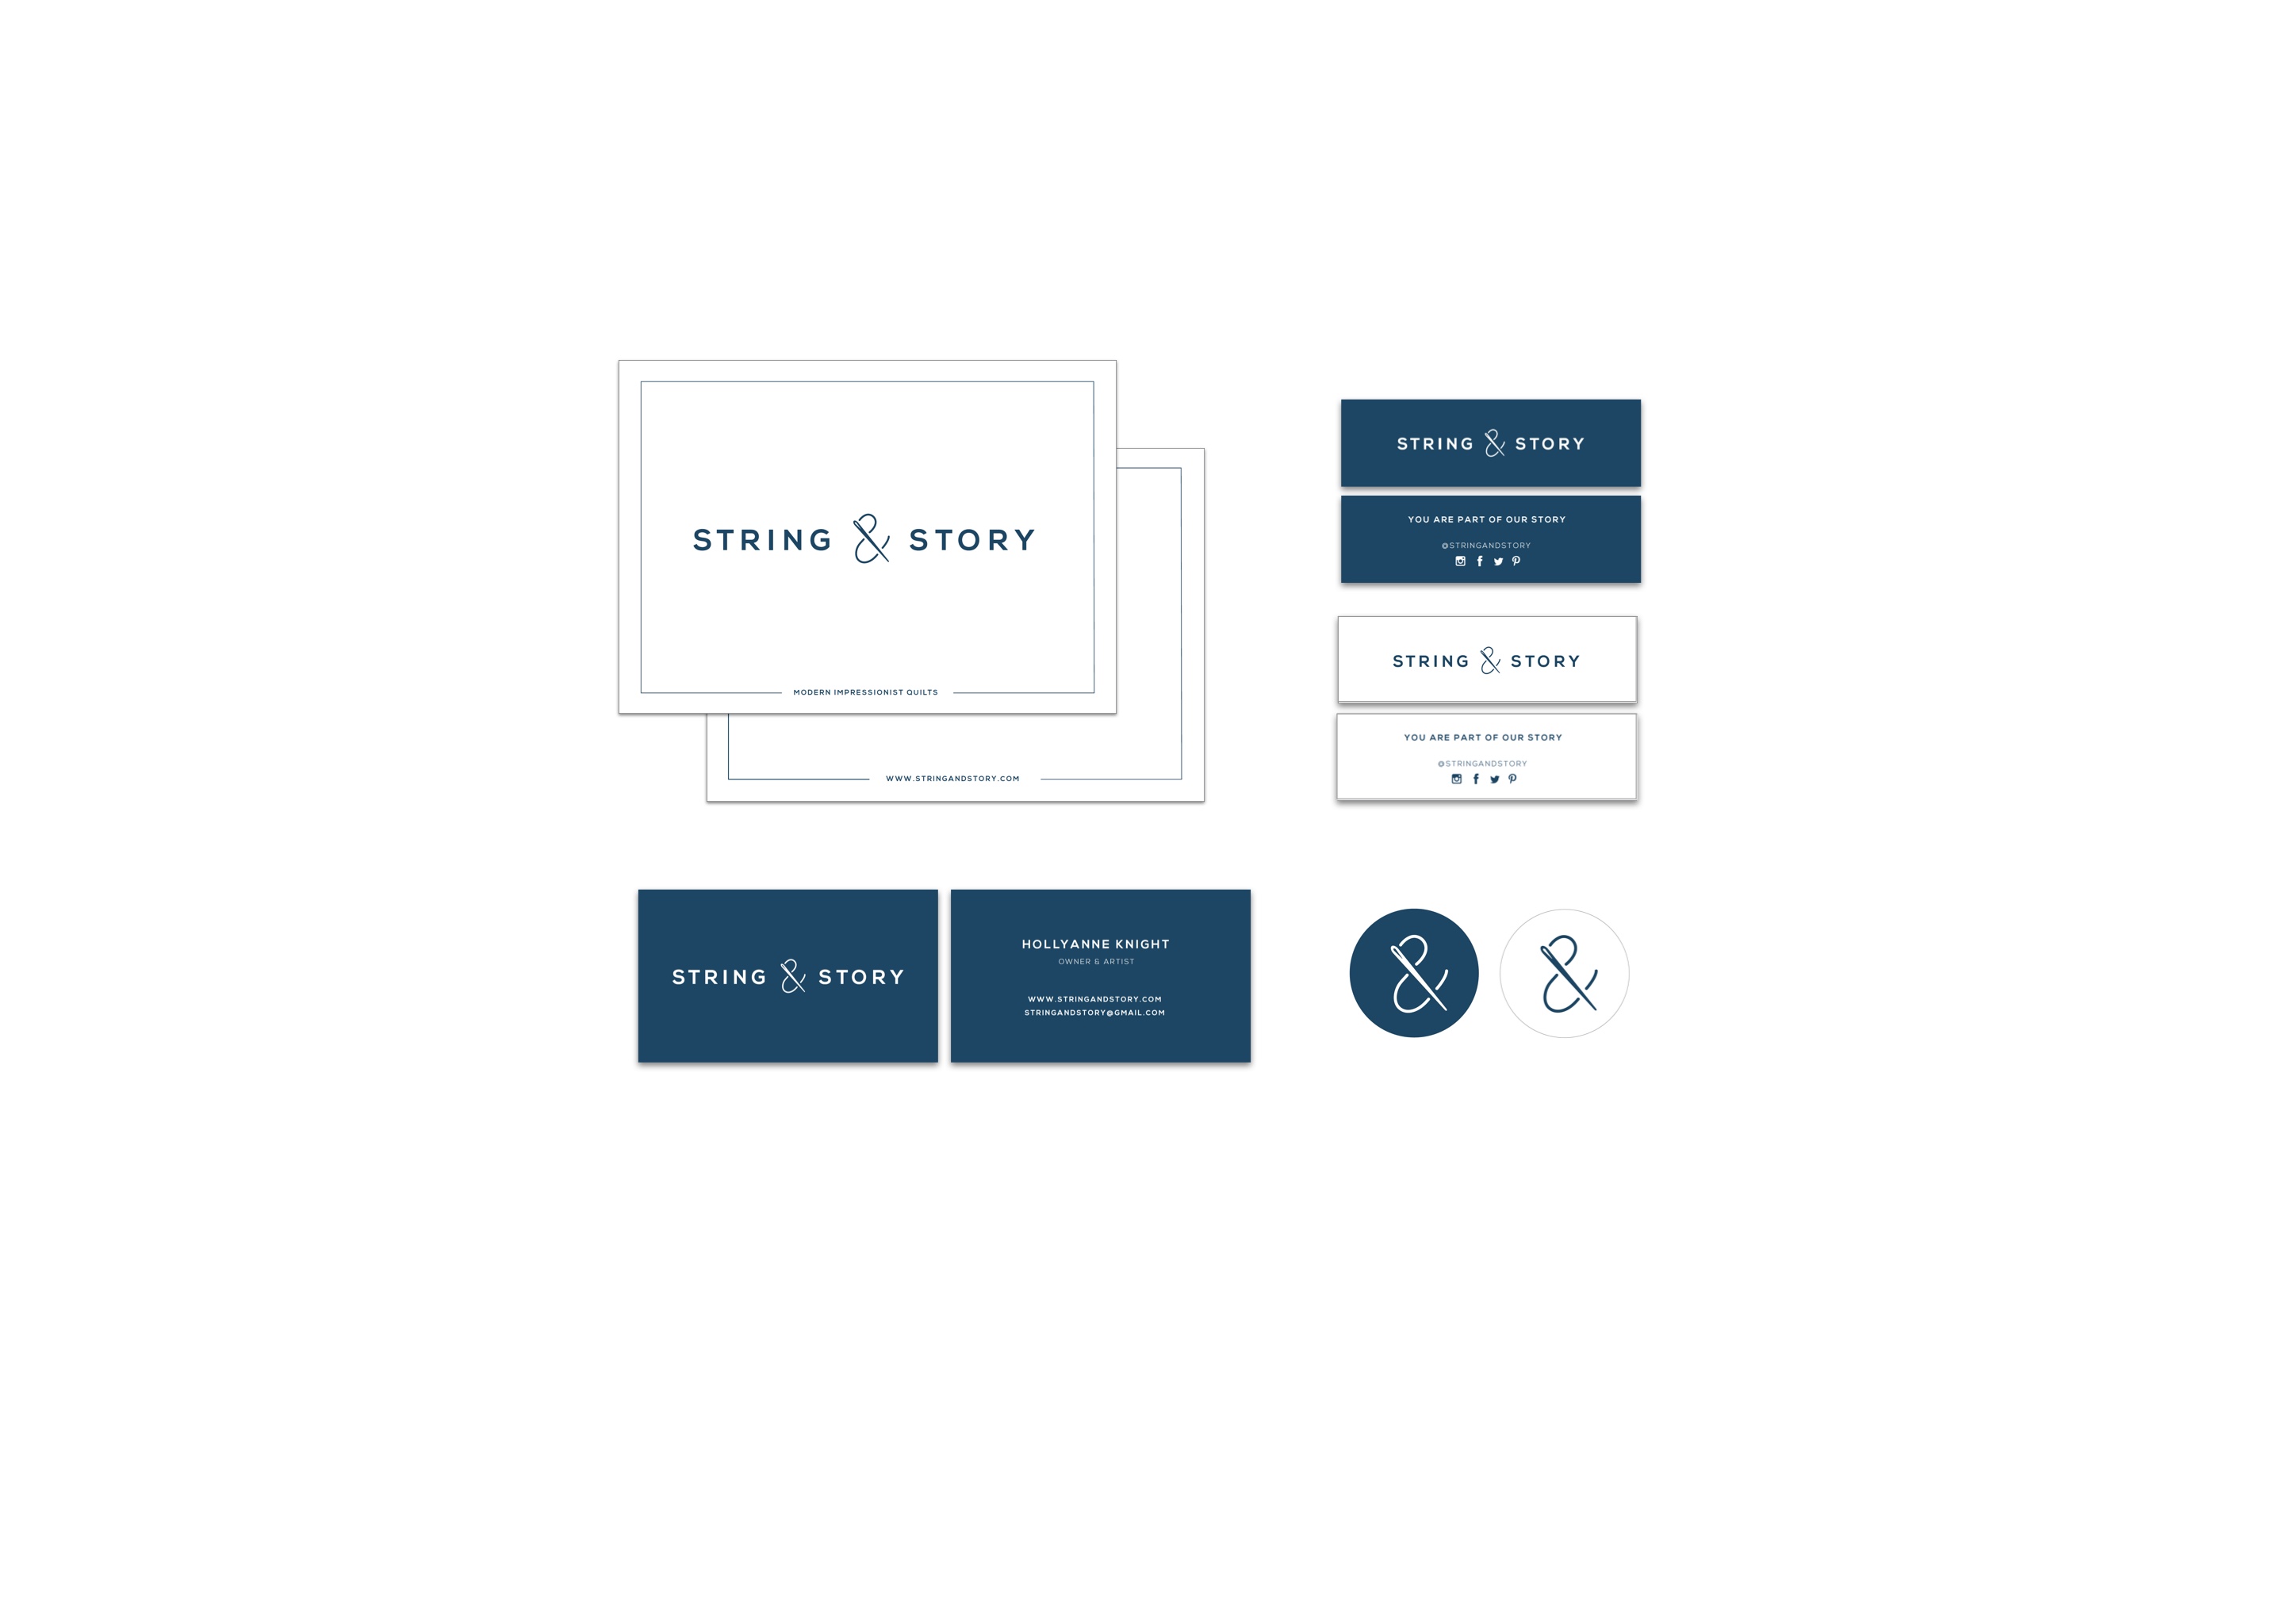 STRING & STORY
MODERN IMPRESSIONIST QUILTS
WWW.STRINGANDSTORY.COM
STRING & STORY
YOU ARE PART OF OUR STORY
@STRINGANDSTORY
STRING & STORY
YOU ARE PART OF OUR STORY
@STRINGANDSTORY
STRING & STORY
HOLLYANNE KNIGHT
OWNER & ARTIST
WWW.STRINGANDSTORY.COM
STRINGANDSTORY@GMAIL.COM
&
&